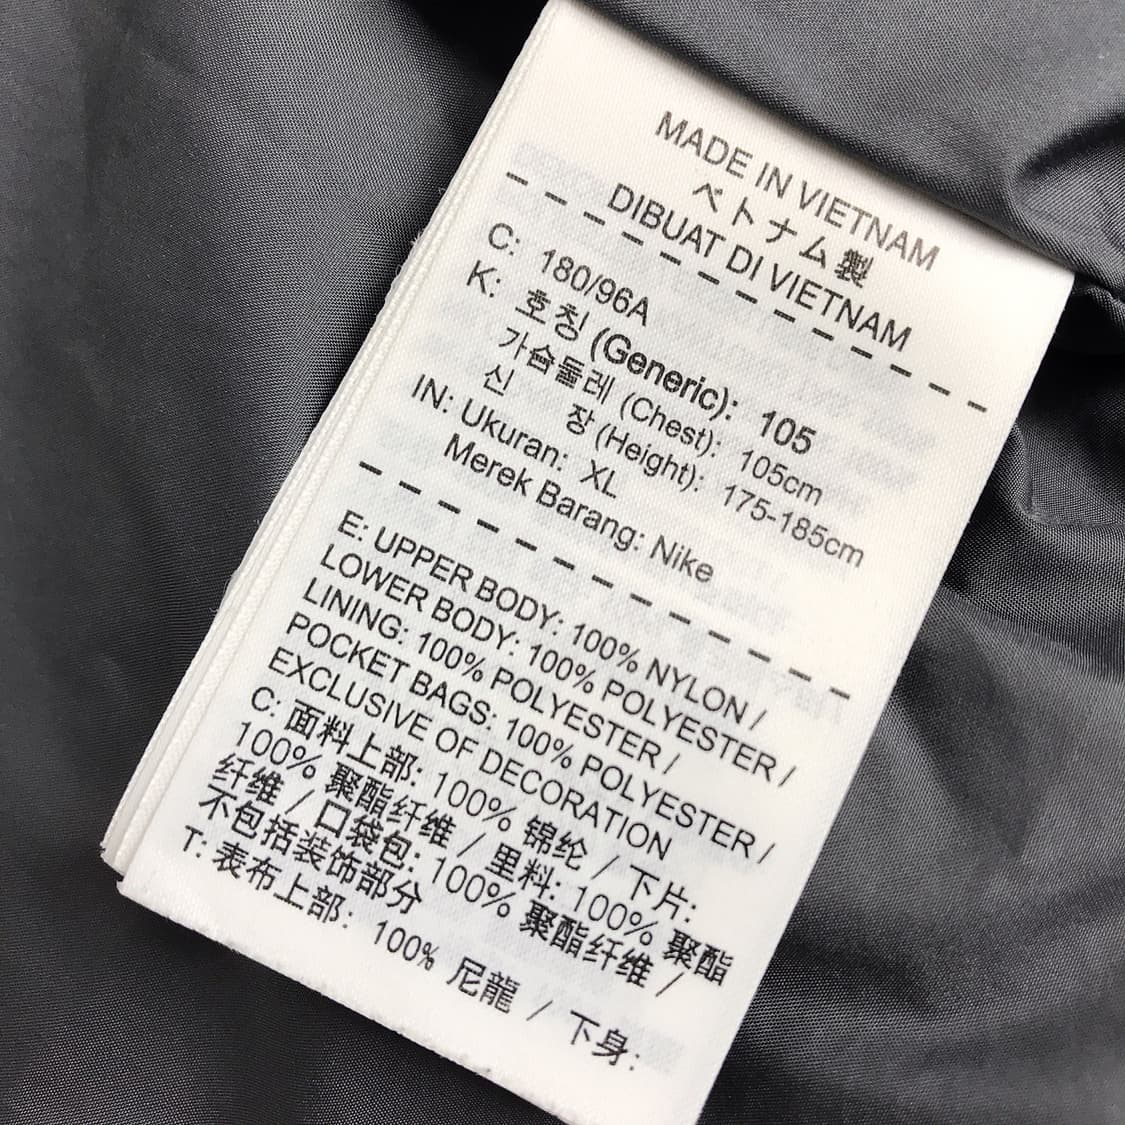 MADE IN VIETNAM
ベトナム製
DIBUAT DI VIETNAM
C: 180/96A
K: 호칭 (Generic): 105
가슴둘레 (Chest): 105cm
신 장 (Height): 175-185cm
IN: Ukuran: XL
Merek Barang: Nike
E: UPPER BODY: 100% NYLON /
LOWER BODY: 100% POLYESTER /
LINING: 100% POLYESTER /
POCKET BAGS: 100% POLYESTER /
EXCLUSIVE OF DECORATION
C: 面料上部: 100% 锦纶 / 下片:
100% 聚酯纤维 / 里料: 100% 聚酯
纤维 / 口袋包: 100% 聚酯纤维 /
不包括装饰部分
T: 表布上部: 100% 尼龍 / 下身: